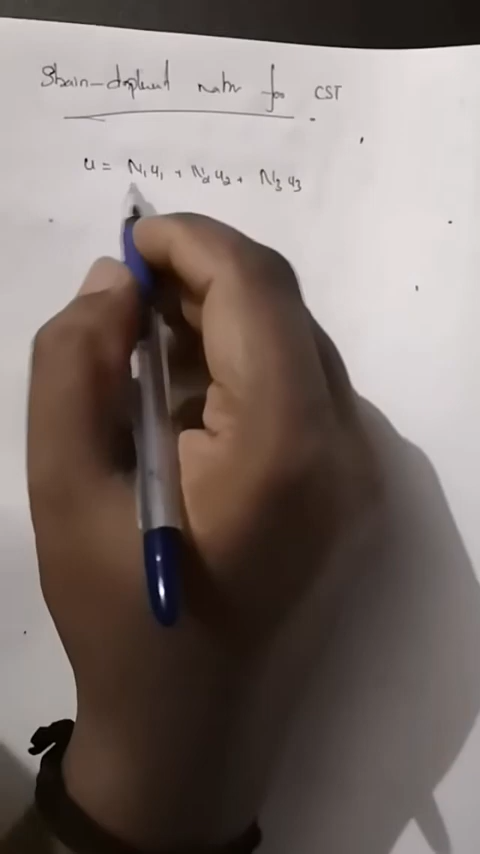 Strain-displacement matrix for CST
u = N₁u₁ + N₂u₂ + N₃u₃